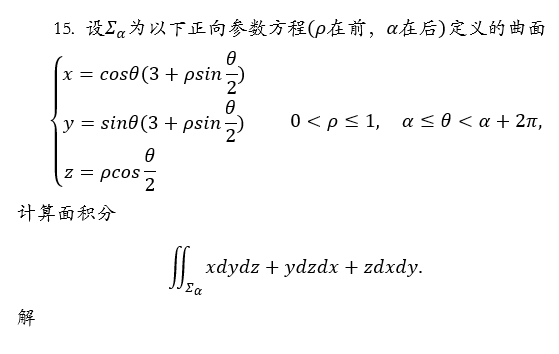 15. 设Σα为以下正向参数方程(ρ在前，α在后)定义的曲面
x = cosθ(3 + ρsin θ/2)
y = sinθ(3 + ρsin θ/2)  0 < ρ ≤ 1,  α ≤ θ < α + 2π,
z = ρcos θ/2
计算面积分
∬Σα xdydz + ydzdx + zdxdy.
解